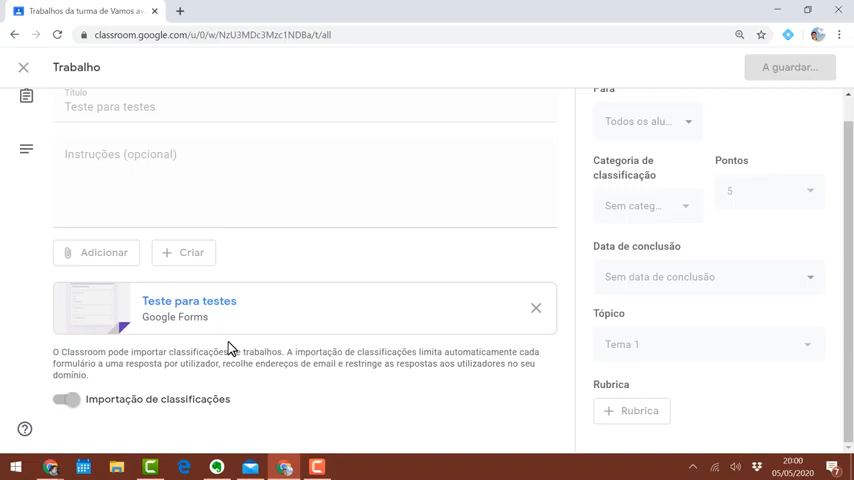 Trabalhos da turma de Vamos av
classroom.google.com/u/0/w/NzU3MDc3Mzc1NDBa/t/all
Trabalho
A guardar...
Título
Teste para testes
Instruções (opcional)
Adicionar
Criar
Teste para testes
Google Forms
O Classroom pode importar classificações de trabalhos. A importação de classificações limita automaticamente cada
formulário a uma resposta por utilizador, recolhe endereços de email e restringe as respostas aos utilizadores no seu
domínio.
Importação de classificações
Para
Todos os alu...
Categoria de
classificação
Pontos
Sem categ...
5
Data de conclusão
Sem data de conclusão
Tópico
Tema 1
Rubrica
Rubrica
20:00
05/05/2020
7